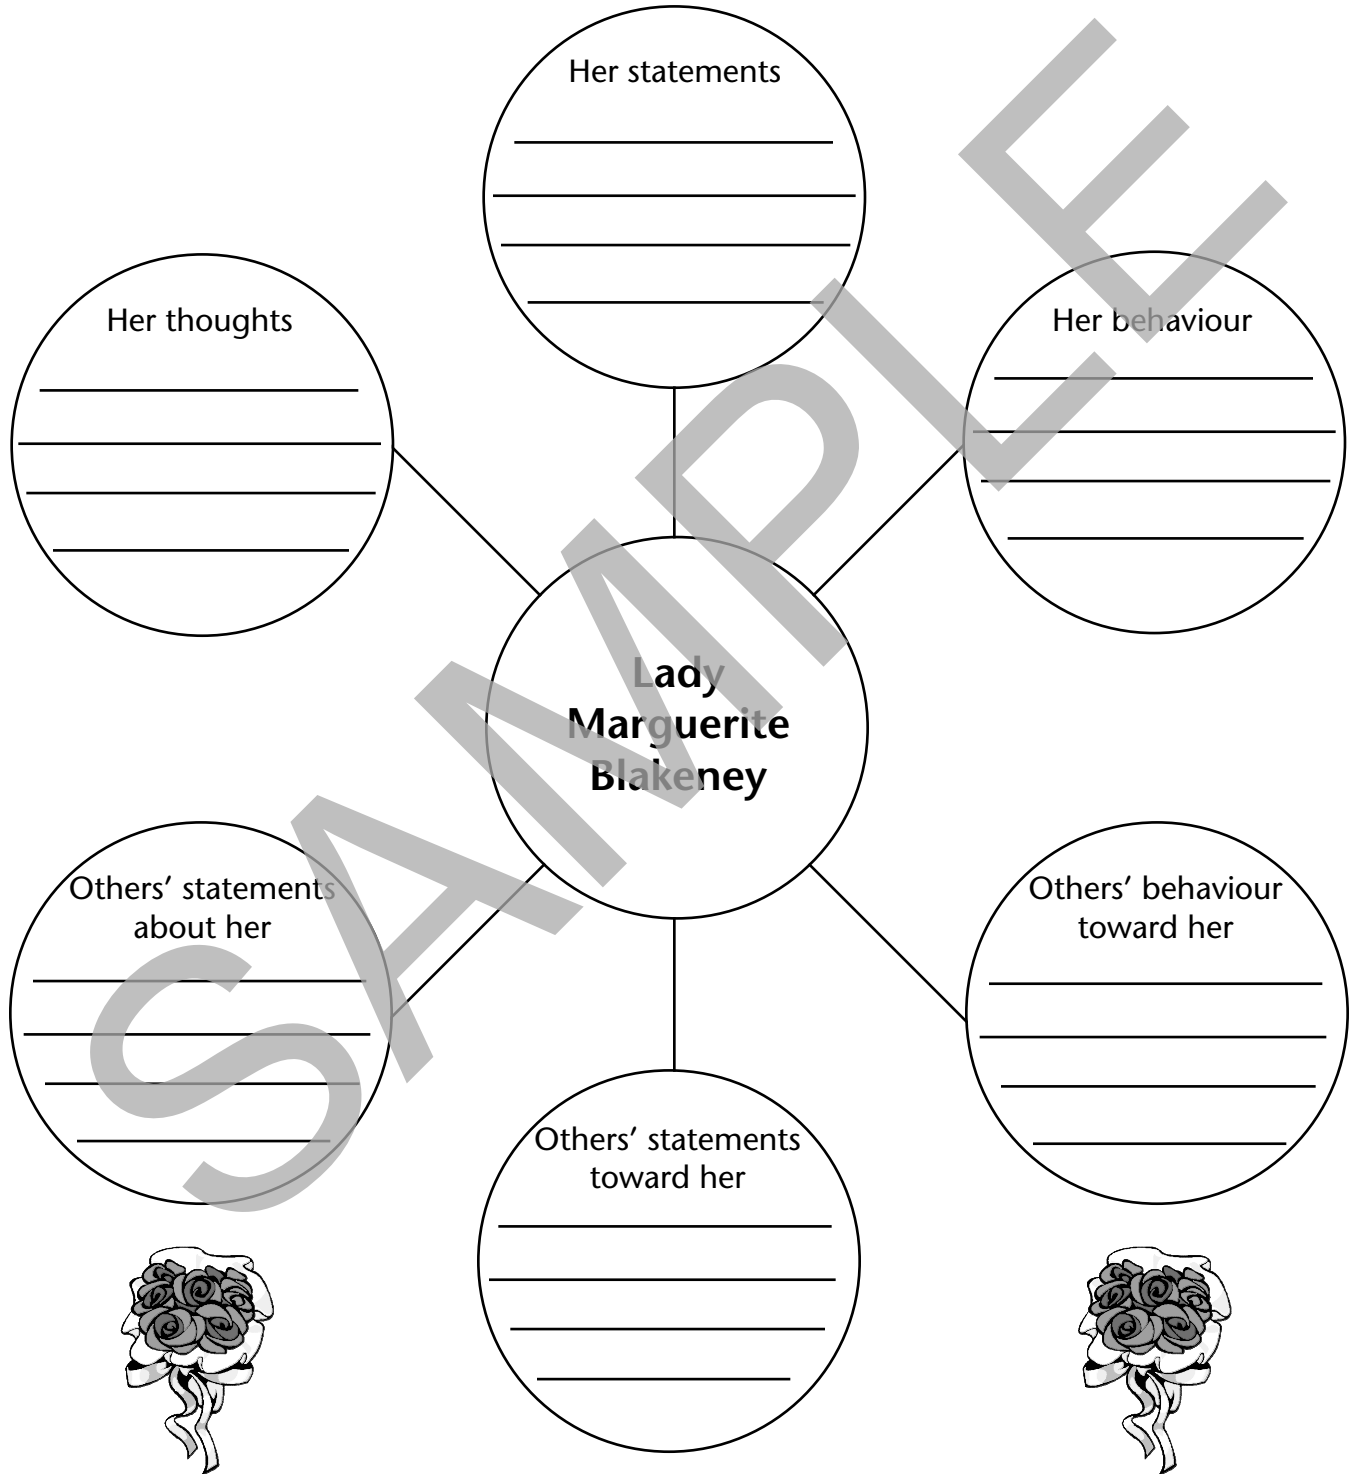 Her statements
Her thoughts
Her behaviour
Lady
Marguerite
Blakeney
Others’ statements
about her
Others’ behaviour
toward her
Others’ statements
toward her
SAMPLE